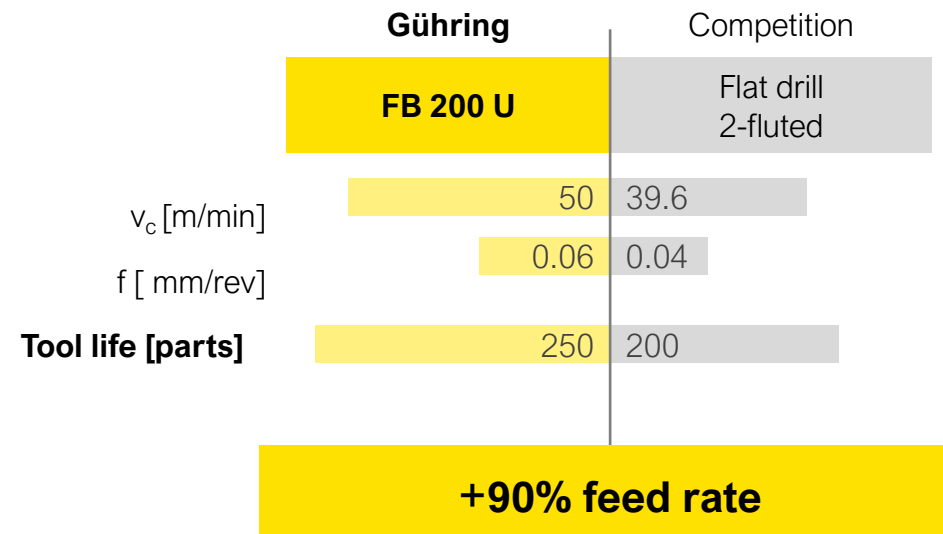 Gühring Competition
FB 200 U Flat drill
2-fluted
vc [m/min] 50 39.6
f [ mm/rev] 0.06 0.04
Tool life [parts] 250 200
+90% feed rate